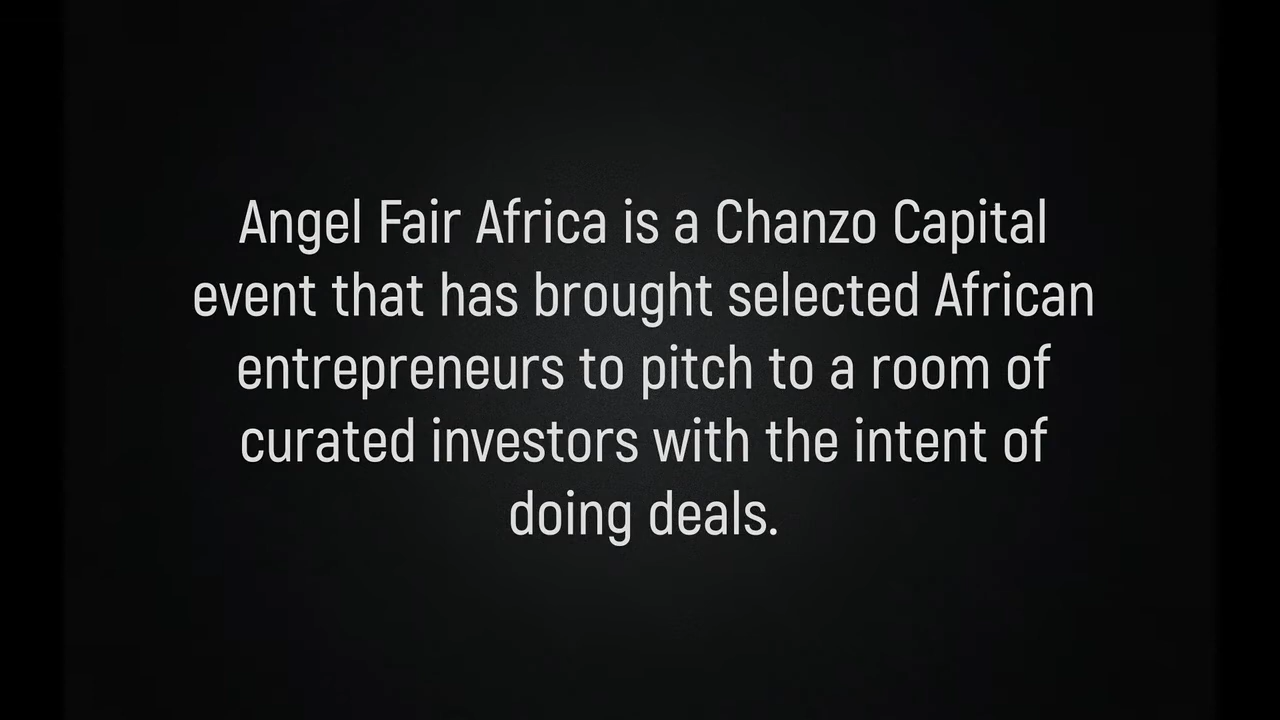 Angel Fair Africa is a Chanzo Capital
event that has brought selected African
entrepreneurs to pitch to a room of
curated investors with the intent of
doing deals.